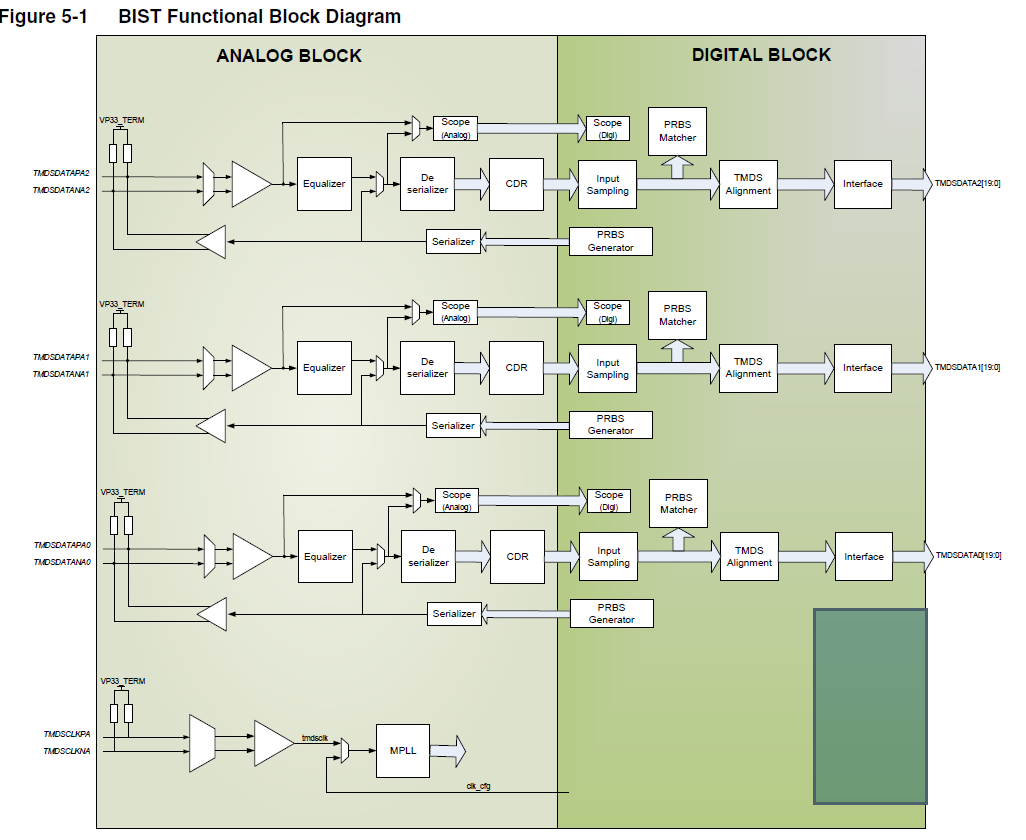 Figure 5-1 BIST Functional Block Diagram
ANALOG BLOCK
DIGITAL BLOCK
VP33_TERM
Scope
(Analog)
Scope
(Digi)
PRBS
Matcher
TMDSDATAPA2
TMDSDATANA2
Equalizer
De
serializer
CDR
Input
Sampling
TMDS
Alignment
Interface
TMDSDATA2[19:0]
Serializer
PRBS
Generator
VP33_TERM
Scope
(Analog)
Scope
(Digi)
PRBS
Matcher
TMDSDATAPA1
TMDSDATANA1
Equalizer
De
serializer
CDR
Input
Sampling
TMDS
Alignment
Interface
TMDSDATA1[19:0]
Serializer
PRBS
Generator
VP33_TERM
Scope
(Analog)
Scope
(Digi)
PRBS
Matcher
TMDSDATAPA0
TMDSDATANA0
Equalizer
De
serializer
CDR
Input
Sampling
TMDS
Alignment
Interface
TMDSDATA0[19:0]
Serializer
PRBS
Generator
VP33_TERM
TMDSCLKPA
TMDSCLKNA
tmdsclk
MPLL
clk_cfg